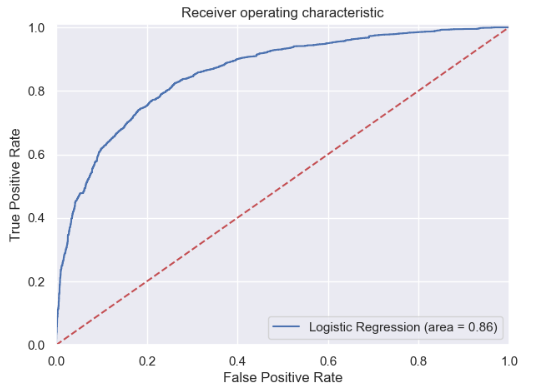 Receiver operating characteristic
1.0
0.8
0.6
0.4
0.2
0.0
True Positive Rate
Logistic Regression (area = 0.86)
0.0 0.2 0.4 0.6 0.8 1.0
False Positive Rate